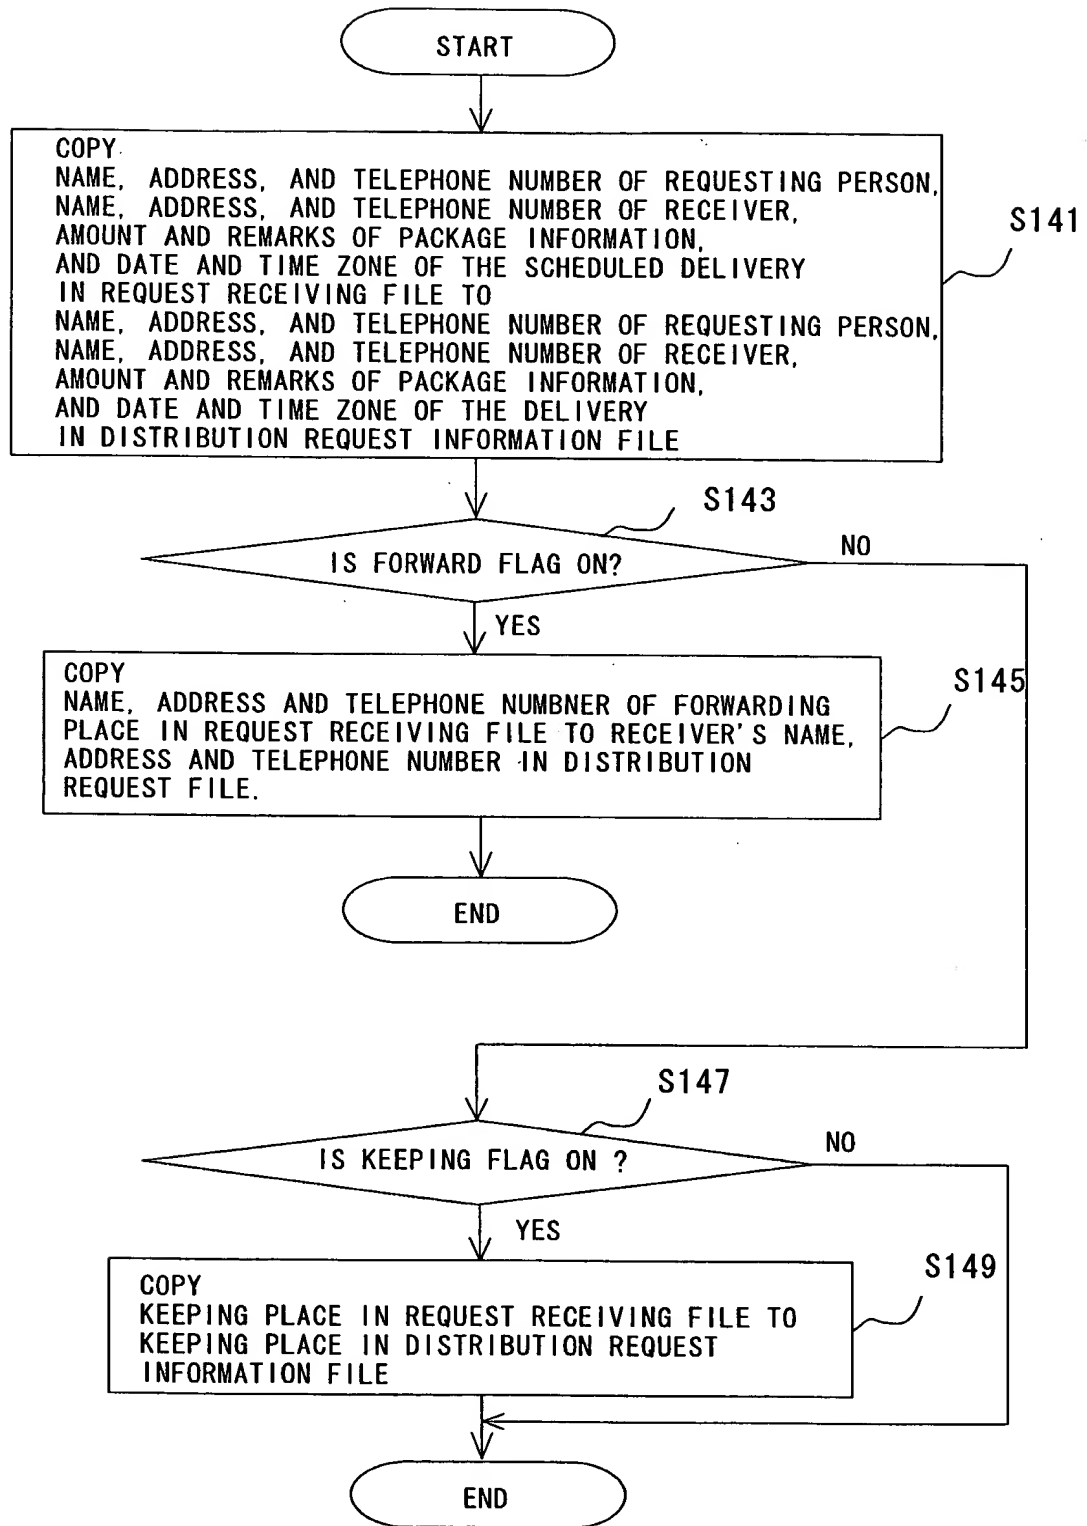 START
COPY
NAME, ADDRESS, AND TELEPHONE NUMBER OF REQUESTING PERSON,
NAME, ADDRESS, AND TELEPHONE NUMBER OF RECEIVER,
AMOUNT AND REMARKS OF PACKAGE INFORMATION,
AND DATE AND TIME ZONE OF THE SCHEDULED DELIVERY
IN REQUEST RECEIVING FILE TO
NAME, ADDRESS, AND TELEPHONE NUMBER OF REQUESTING PERSON,
NAME, ADDRESS, AND TELEPHONE NUMBER OF RECEIVER,
AMOUNT AND REMARKS OF PACKAGE INFORMATION,
AND DATE AND TIME ZONE OF THE DELIVERY
IN DISTRIBUTION REQUEST INFORMATION FILE
S141
S143
IS FORWARD FLAG ON?
NO
YES
COPY
NAME, ADDRESS AND TELEPHONE NUMBNER OF FORWARDING
PLACE IN REQUEST RECEIVING FILE TO RECEIVER'S NAME,
ADDRESS AND TELEPHONE NUMBER IN DISTRIBUTION
REQUEST FILE.
S145
END
S147
IS KEEPING FLAG ON ?
NO
YES
COPY
KEEPING PLACE IN REQUEST RECEIVING FILE TO
KEEPING PLACE IN DISTRIBUTION REQUEST
INFORMATION FILE
S149
END